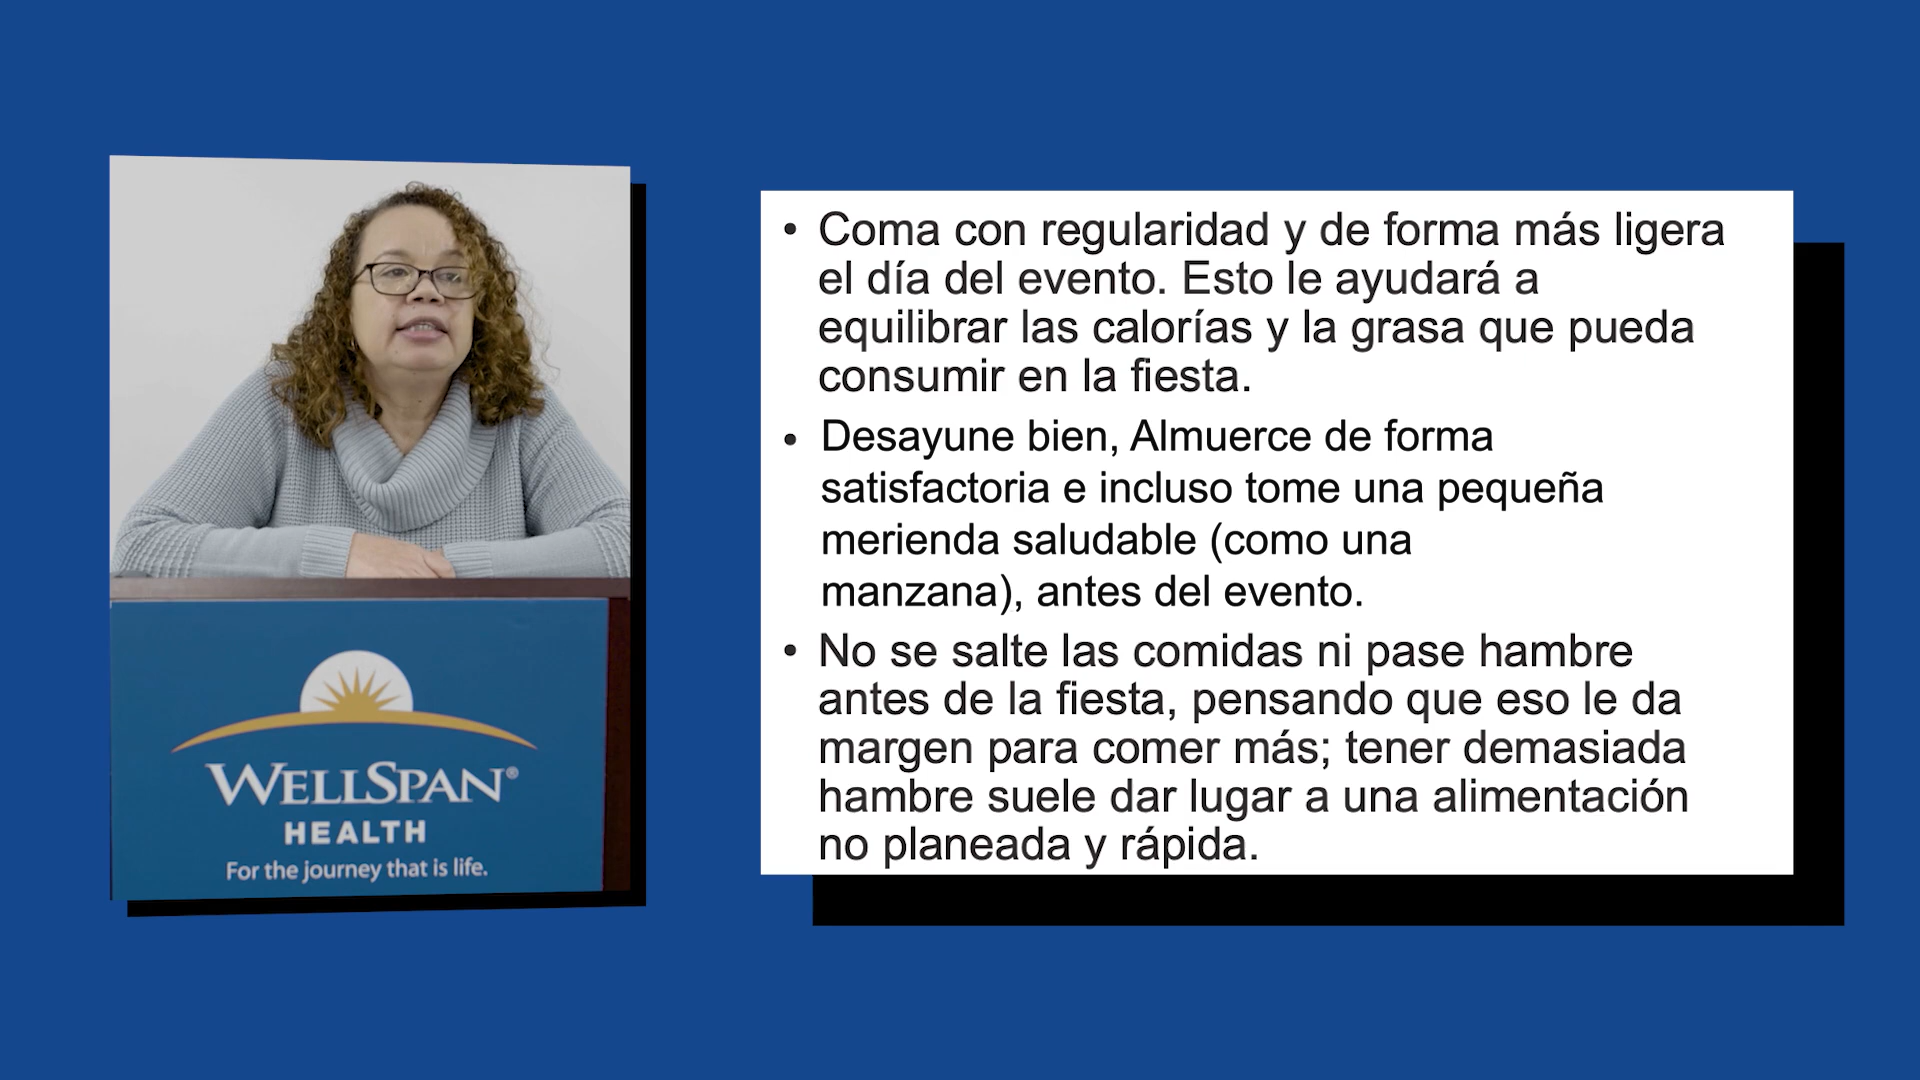 • Coma con regularidad y de forma más ligera
el día del evento. Esto le ayudará a
equilibrar las calorías y la grasa que pueda
consumir en la fiesta.
• Desayune bien, Almuerce de forma
satisfactoria e incluso tome una pequeña
merienda saludable (como una
manzana), antes del evento.
• No se salte las comidas ni pase hambre
antes de la fiesta, pensando que eso le da
margen para comer más; tener demasiada
hambre suele dar lugar a una alimentación
no planeada y rápida.
WELLSPAN®
HEALTH
For the journey that is life.